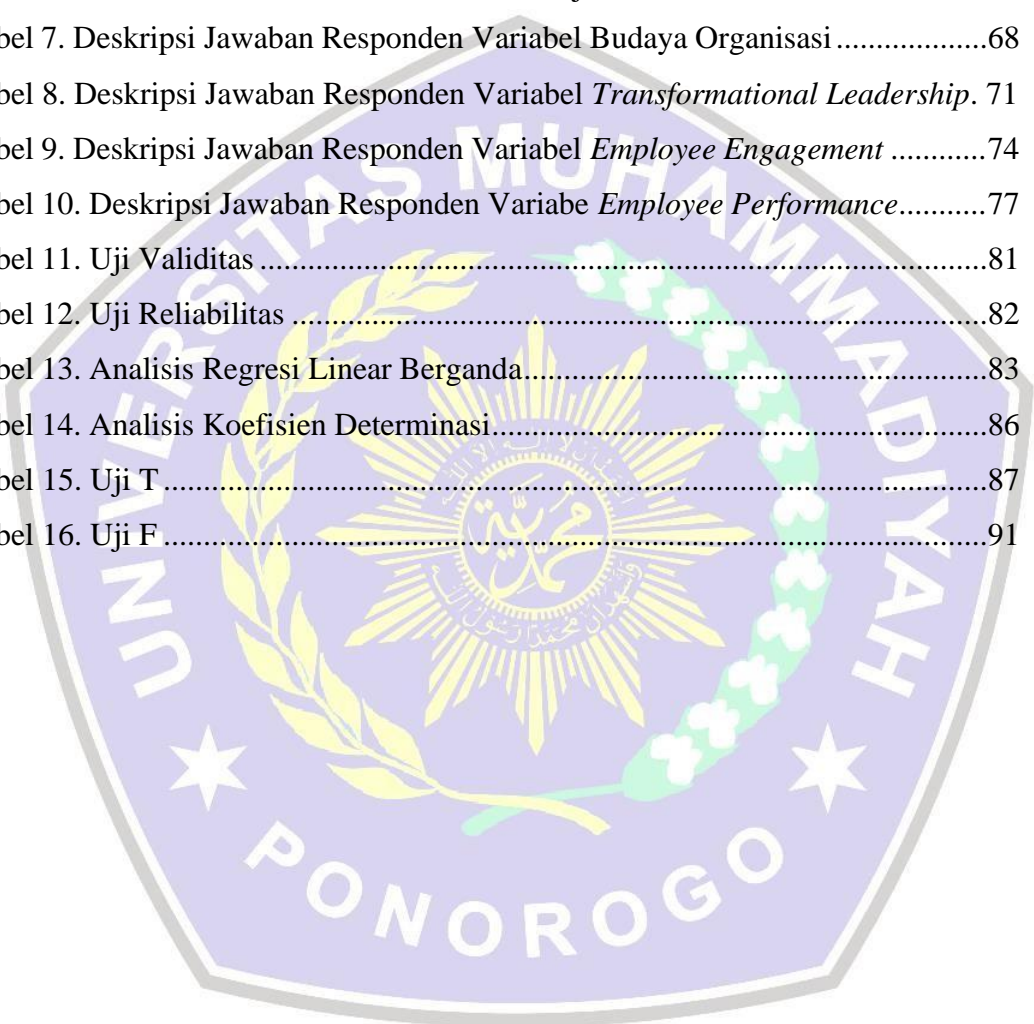 bel 7. Deskripsi Jawaban Responden Variabel Budaya Organisasi...................68
bel 8. Deskripsi Jawaban Responden Variabel Transformational Leadership. 71
bel 9. Deskripsi Jawaban Responden Variabel Employee Engagement ............74
bel 10. Deskripsi Jawaban Responden Variabe Employee Performance...........77
bel 11. Uji Validitas ...........................................................................................81
bel 12. Uji Reliabilitas .......................................................................................82
bel 13. Analisis Regresi Linear Berganda..........................................................83
bel 14. Analisis Koefisien Determinasi..............................................................86
bel 15. Uji T.......................................................................................................87
bel 16. Uji F.......................................................................................................91
UNIVERSITAS MUHAMMADIYAH
PONOROGO